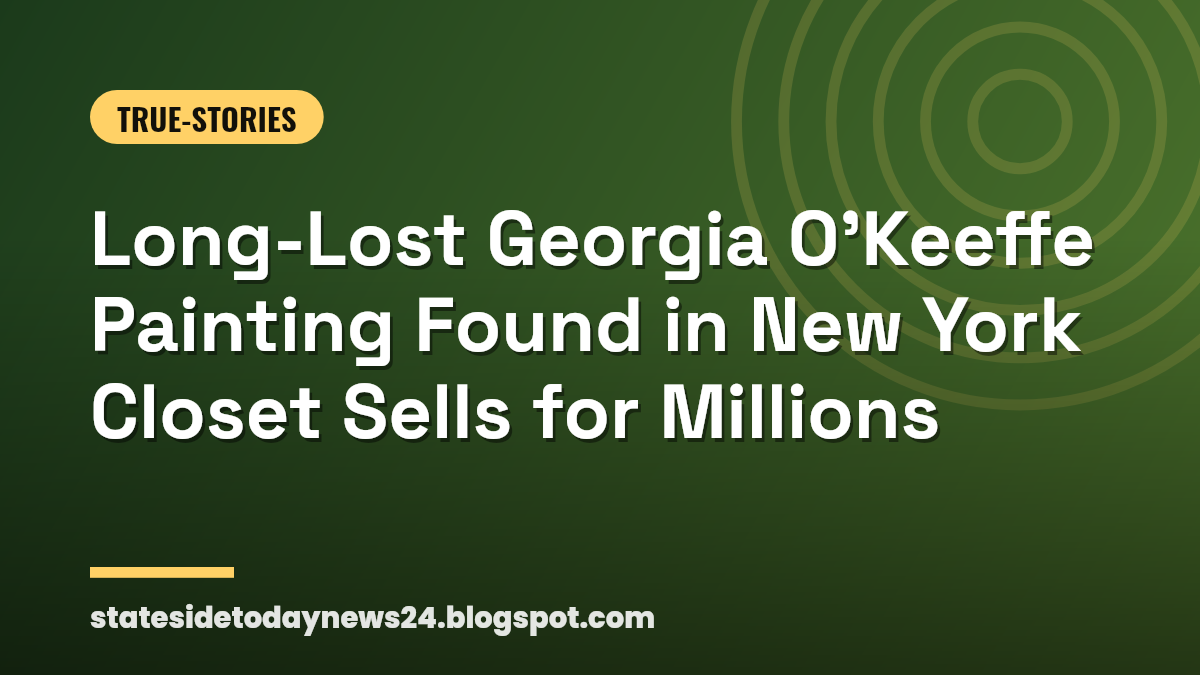 TRUE-STORIES
Long-Lost Georgia O’Keeffe
Painting Found in New York
Closet Sells for Millions
statesidetodaynews24.blogspot.com